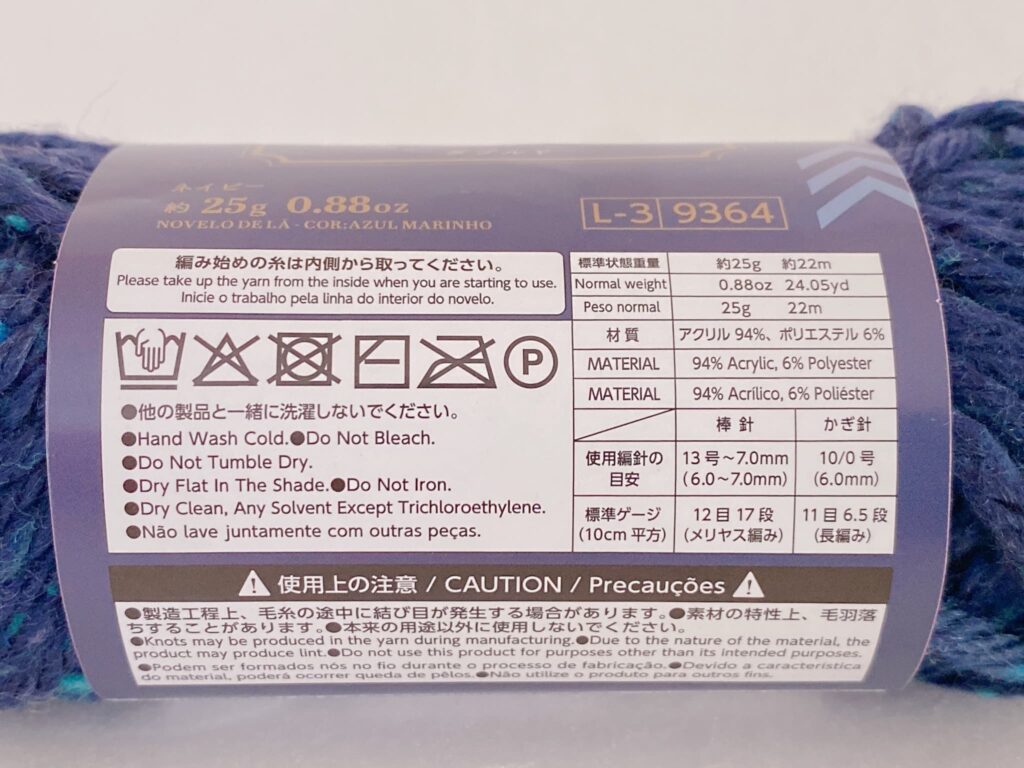 ネイビー
約 25g 0.88oz
NOVELO DE LÃ - COR:AZUL MARINHO
L-3 9364
編み始めの糸は内側から取ってください。
Please take up the yarn from the inside when you are starting to use.
Inicie o trabalho pela linha do interior do novelo.
P
●他の製品と一緒に洗濯しないでください。
●Hand Wash Cold.●Do Not Bleach.
●Do Not Tumble Dry.
●Dry Flat In The Shade.●Do Not Iron.
●Dry Clean, Any Solvent Except Trichloroethylene.
●Não lave juntamente com outras peças.
標準状態重量 約25g 約22m
Normal weight 0.88oz 24.05yd
Peso normal 25g 22m
材質 アクリル 94%、ポリエステル 6%
MATERIAL 94% Acrylic, 6% Polyester
MATERIAL 94% Acrílico, 6% Poliéster
棒針 かぎ針
使用編針の目安 13号～7.0mm (6.0～7.0mm) 10/0号 (6.0mm)
標準ゲージ (10cm平方) 12目17段 (メリヤス編み) 11目6.5段 (長編み)
使用上の注意 / CAUTION / Precauções
●製造工程上、毛糸の途中に結び目が発生する場合があります。●素材の特性上、毛羽落
ちすることがあります。●本来の用途以外に使用しないでください。
●Knots may be produced in the yarn during manufacturing.●Due to the nature of the material, the
product may produce lint.●Do not use this product for purposes other than its intended purposes.
●Podem ser formados nós no fio durante o processo de fabricação.●Devido a característica
do material, poderá ocorrer queda de pêlos.●Não utilize o produto para outros fins.